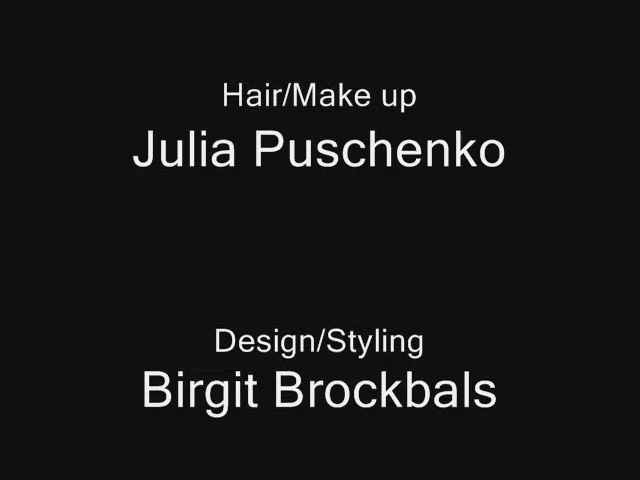 Hair/Make up
Julia Puschenko
Design/Styling
Birgit Brockbals